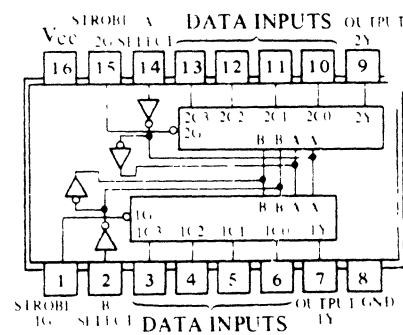 STROBE A DATA INPUTS OUTPUT
Vcc 2G SELECT 2Y
16 15 14 13 12 11 10 9
2C3 2C2 2C1 2C0 2Y
2G
B B A A
B B A A
1G
1C3 1C2 1C1 1C0 1Y
1 2 3 4 5 6 7 8
STROBE B OUTPUT GND
1G SELECT DATA INPUTS 1Y